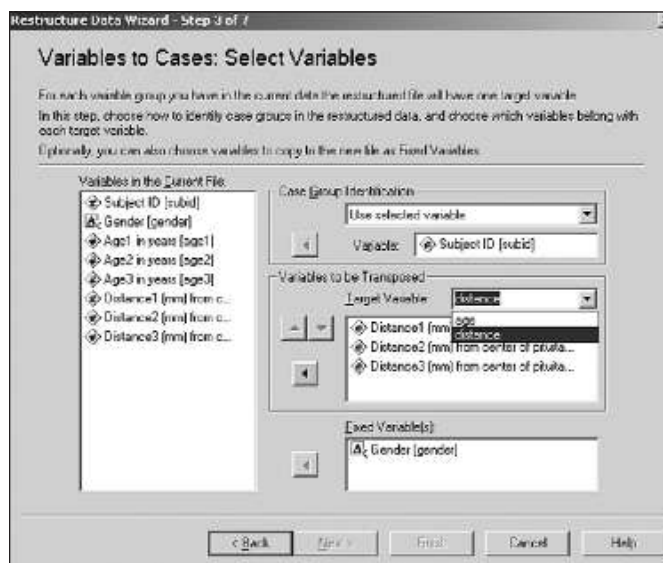 Restructure Data Wizard - Step 3 of 7
Variables to Cases: Select Variables
For each variable group you have in the current data the restructured file will have one target variable.
In this step, choose how to identify case groups in the restructured data, and choose which variables belong with
each target variable.
Optionally, you can also choose variables to copy to the new file as Fixed Variables.
Variables in the Current File:
Subject ID [subid]
Gender [gender]
Age1 in years [age1]
Age2 in years [age2]
Age3 in years [age3]
Distance1 (mm) from c...
Distance2 (mm) from c...
Distance3 (mm) from c...
Case Group Identification
Use selected variable
Variable: Subject ID [subid]
Variables to be Transposed
Target Variable: distance
age
distance
Distance1 (mm)
Distance2 (mm) from center of pituita...
Distance3 (mm) from center of pituita...
Fixed Variable(s):
Gender [gender]
< Back Next > Finish Cancel Help